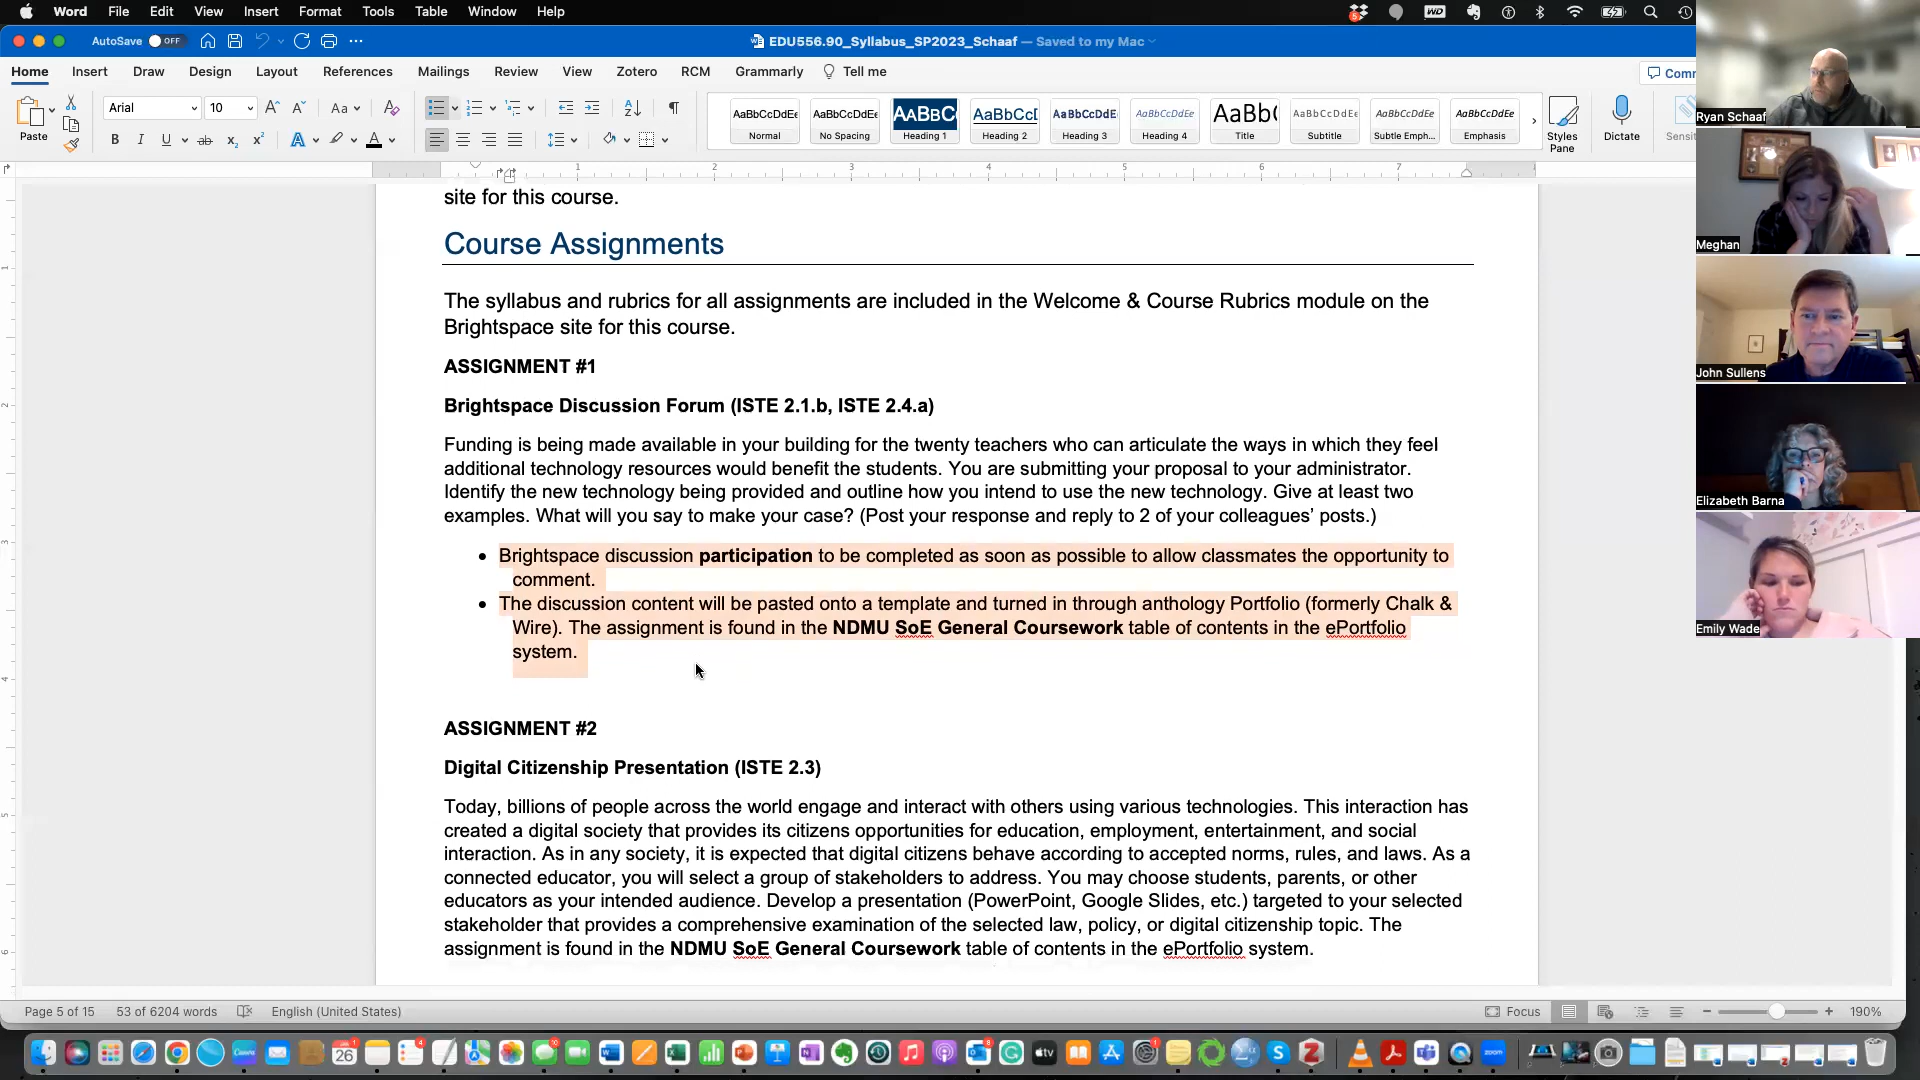 Word File Edit View Insert Format Tools Table Window Help
AutoSave OFF
EDU556.90_Syllabus_SP2023_Schaaf — Saved to my Mac
Home Insert Draw Design Layout References Mailings Review View Zotero RCM Grammarly Tell me
Paste
Arial 10
AaBbCcDdEe Normal
AaBbCcDdEe No Spacing
Heading 1
Heading 2
Heading 3
AaBbCcDdEe Heading 4
Title
AaBbCcDdEe Subtitle
AaBbCcDdEe Subtle Emph...
AaBbCcDdEe Emphasis
Styles Pane
Dictate
site for this course.
Course Assignments
The syllabus and rubrics for all assignments are included in the Welcome & Course Rubrics module on the
Brightspace site for this course.
ASSIGNMENT #1
Brightspace Discussion Forum (ISTE 2.1.b, ISTE 2.4.a)
Funding is being made available in your building for the twenty teachers who can articulate the ways in which they feel
additional technology resources would benefit the students. You are submitting your proposal to your administrator.
Identify the new technology being provided and outline how you intend to use the new technology. Give at least two
examples. What will you say to make your case? (Post your response and reply to 2 of your colleagues' posts.)
• Brightspace discussion participation to be completed as soon as possible to allow classmates the opportunity to
comment.
• The discussion content will be pasted onto a template and turned in through anthology Portfolio (formerly Chalk &
Wire). The assignment is found in the NDMU SoE General Coursework table of contents in the ePortfolio
system.
ASSIGNMENT #2
Digital Citizenship Presentation (ISTE 2.3)
Today, billions of people across the world engage and interact with others using various technologies. This interaction has
created a digital society that provides its citizens opportunities for education, employment, entertainment, and social
interaction. As in any society, it is expected that digital citizens behave according to accepted norms, rules, and laws. As a
connected educator, you will select a group of stakeholders to address. You may choose students, parents, or other
educators as your intended audience. Develop a presentation (PowerPoint, Google Slides, etc.) targeted to your selected
stakeholder that provides a comprehensive examination of the selected law, policy, or digital citizenship topic. The
assignment is found in the NDMU SoE General Coursework table of contents in the ePortfolio system.
Page 5 of 15 53 of 6204 words English (United States) Focus 190%
Ryan Schaaf
Meghan
John Sullens
Elizabeth Barna
Emily Wade